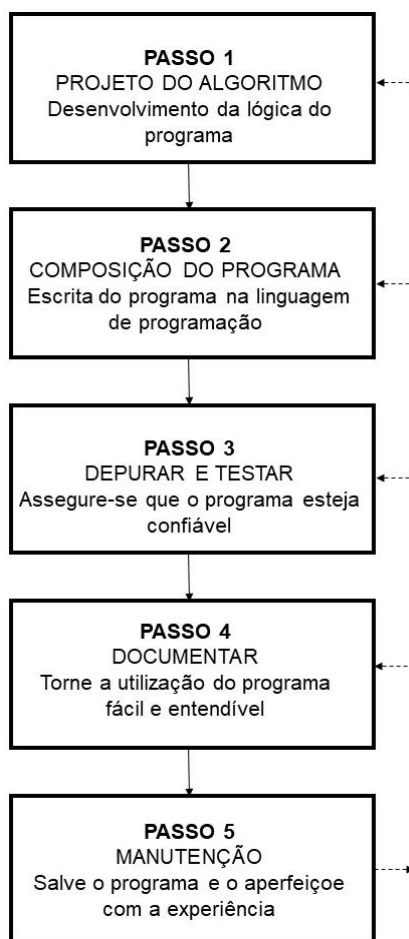 PASSO 1
PROJETO DO ALGORITMO
Desenvolvimento da lógica do
programa
PASSO 2
COMPOSIÇÃO DO PROGRAMA
Escrita do programa na linguagem
de programação
PASSO 3
DEPURAR E TESTAR
Assegure-se que o programa esteja
confiável
PASSO 4
DOCUMENTAR
Torne a utilização do programa
fácil e entendível
PASSO 5
MANUTENÇÃO
Salve o programa e o aperfeiçoe
com a experiência